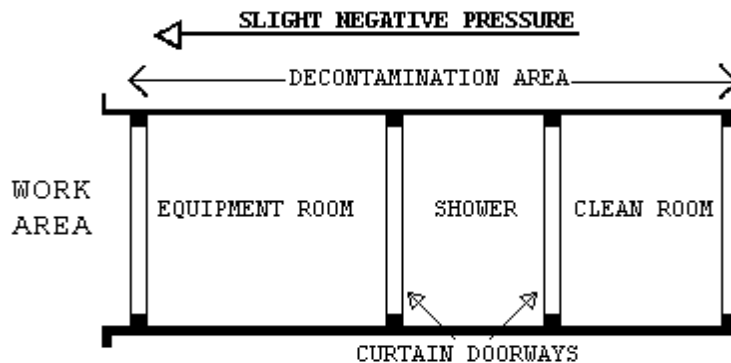 SLIGHT NEGATIVE PRESSURE
DECONTAMINATION AREA
WORK
AREA
EQUIPMENT ROOM
SHOWER
CLEAN ROOM
CURTAIN DOORWAYS